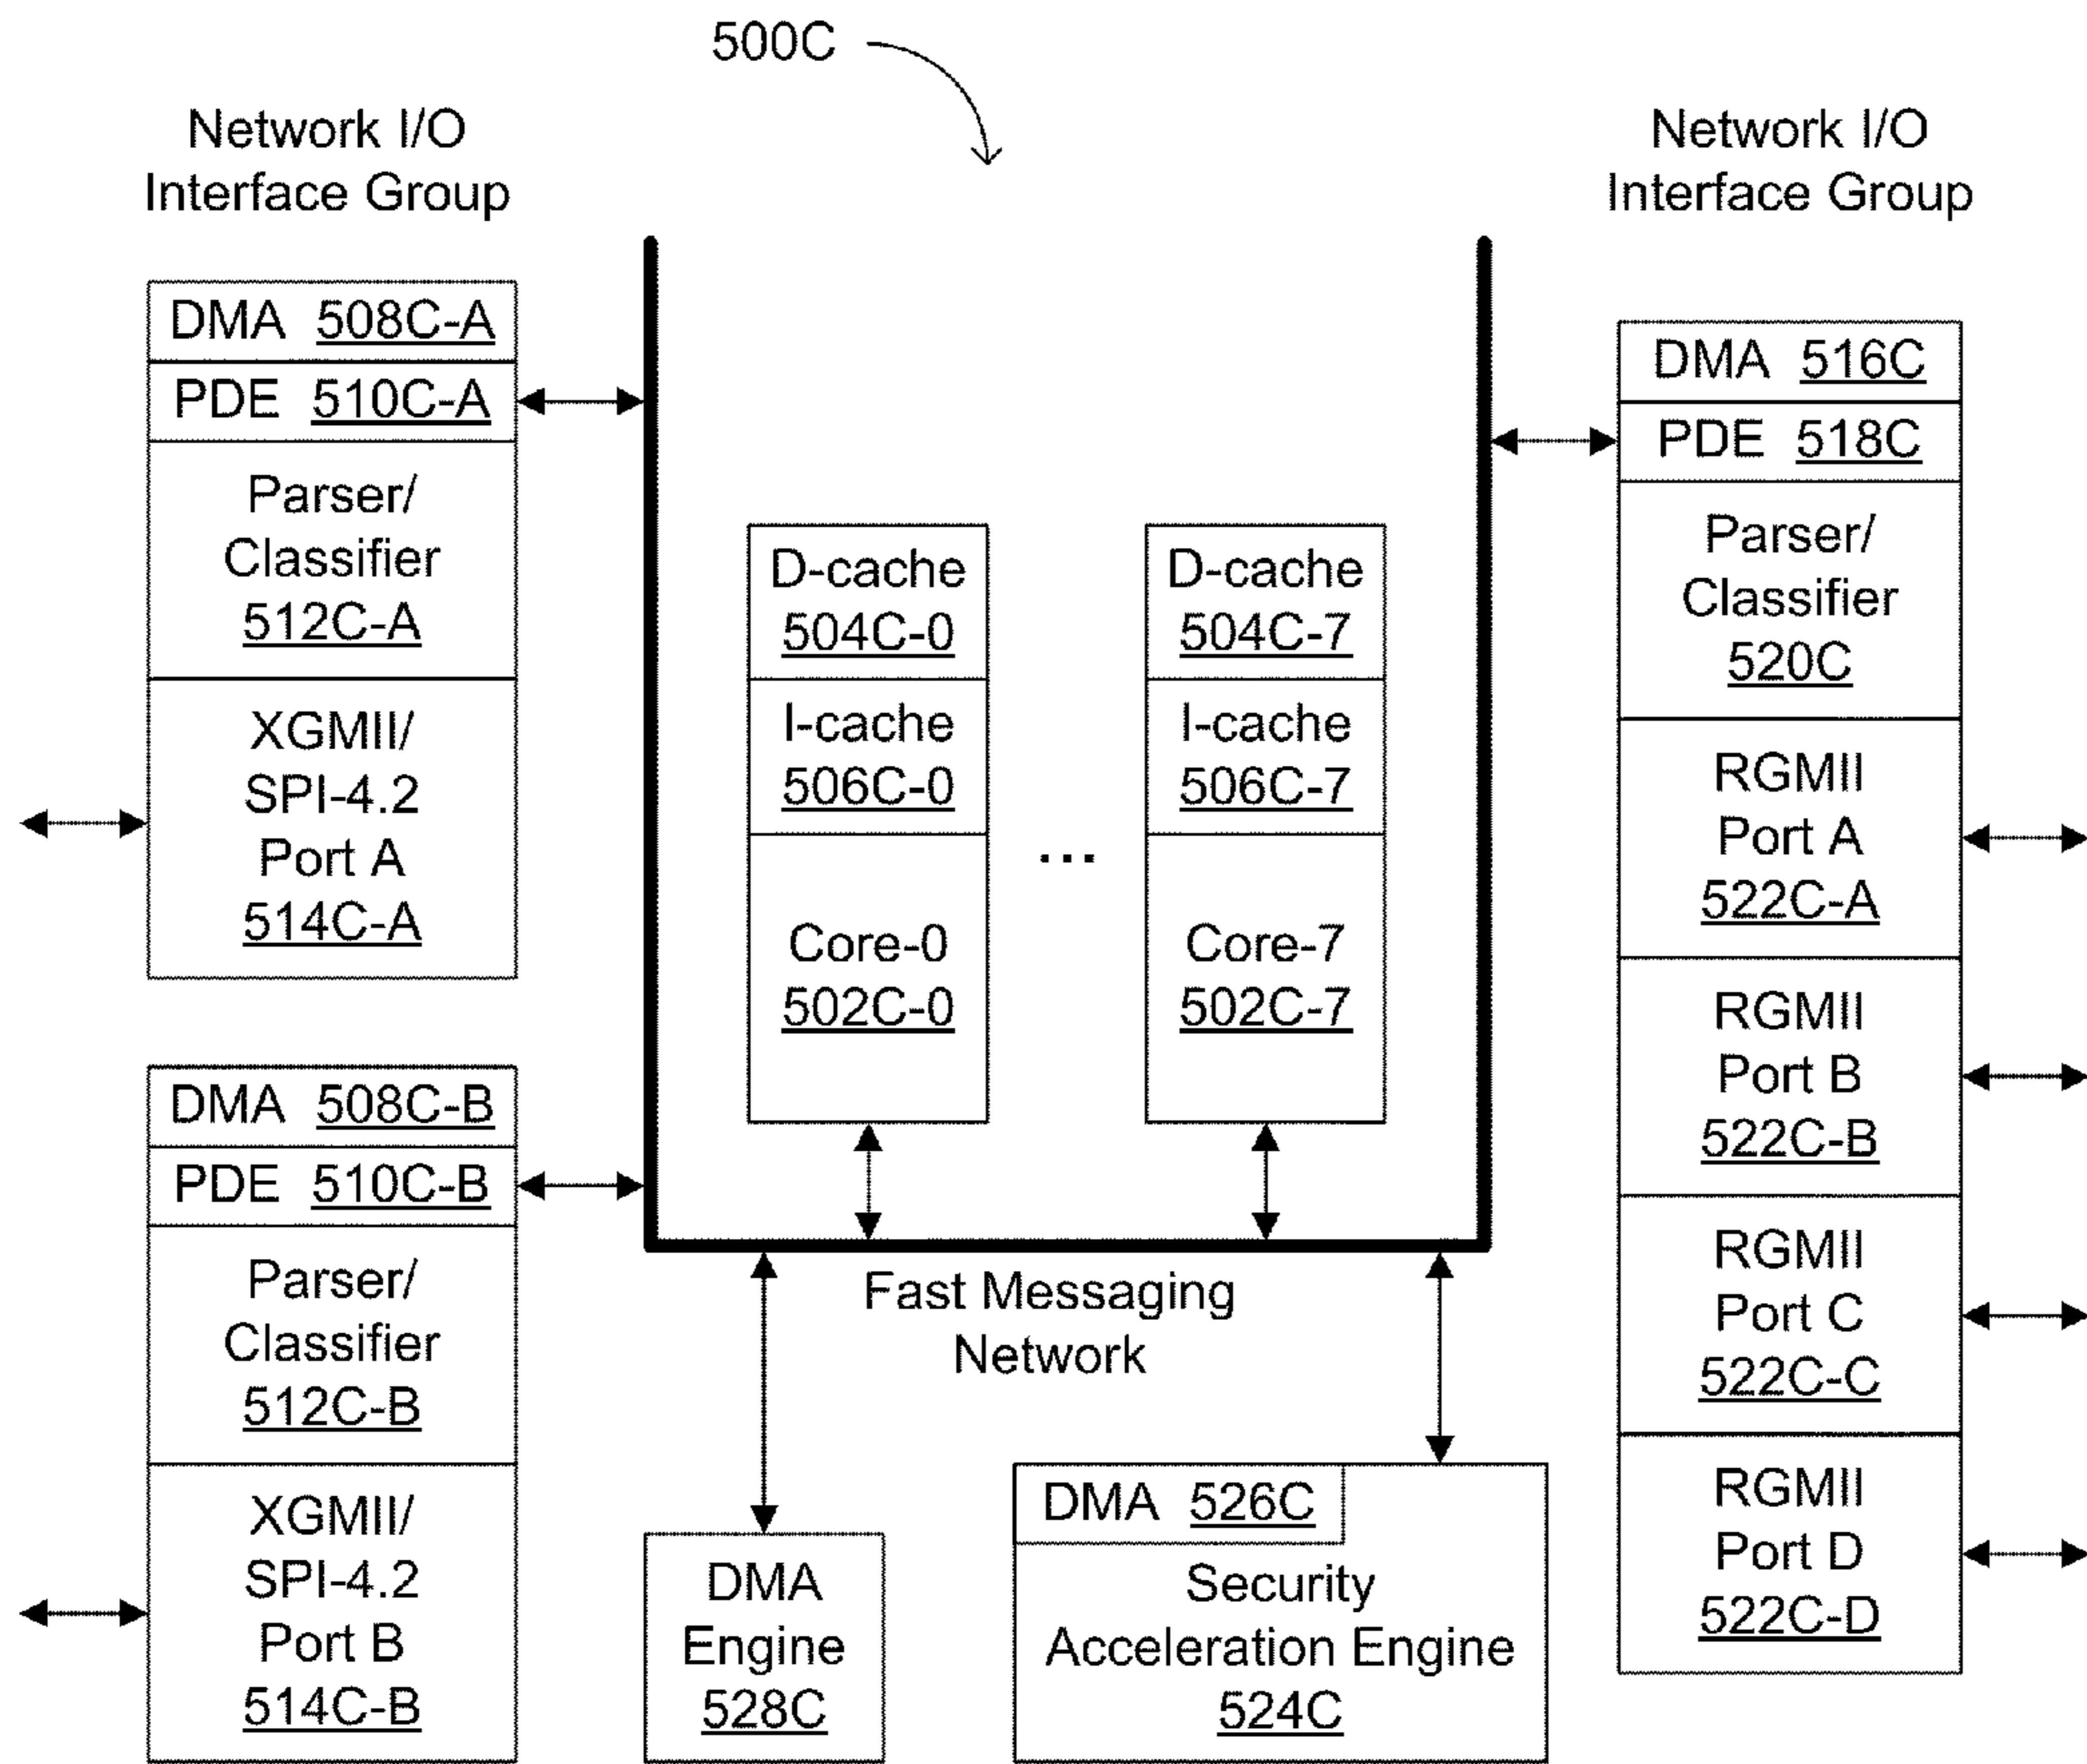 500C
Network I/O
Interface Group
DMA 508C-A
PDE 510C-A
Parser/
Classifier
512C-A
XGMII/
SPI-4.2
Port A
514C-A
DMA 508C-B
PDE 510C-B
Parser/
Classifier
512C-B
XGMII/
SPI-4.2
Port B
514C-B
D-cache
504C-0
I-cache
506C-0
Core-0
502C-0
...
D-cache
504C-7
I-cache
506C-7
Core-7
502C-7
Fast Messaging
Network
DMA
Engine
528C
DMA 526C
Security
Acceleration Engine
524C
Network I/O
Interface Group
DMA 516C
PDE 518C
Parser/
Classifier
520C
RGMII
Port A
522C-A
RGMII
Port B
522C-B
RGMII
Port C
522C-C
RGMII
Port D
522C-D